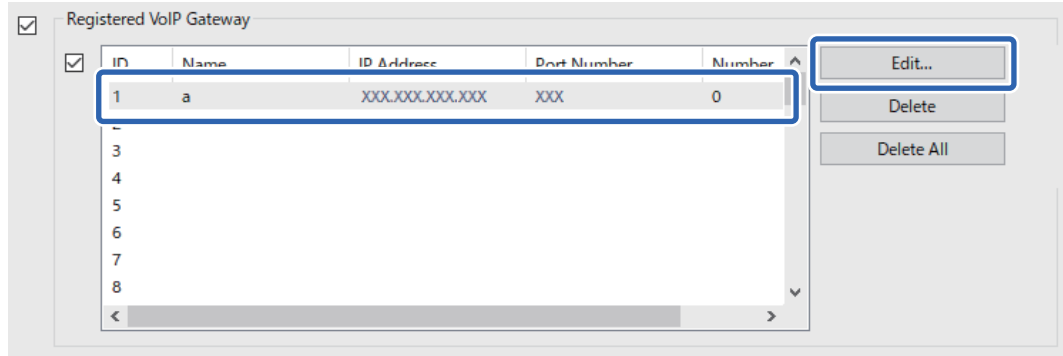 Registered VoIP Gateway
ID Name IP Address Port Number Number
Edit...
1 a XXX.XXX.XXX.XXX XXX 0
Delete
2
3
Delete All
4
5
6
7
8